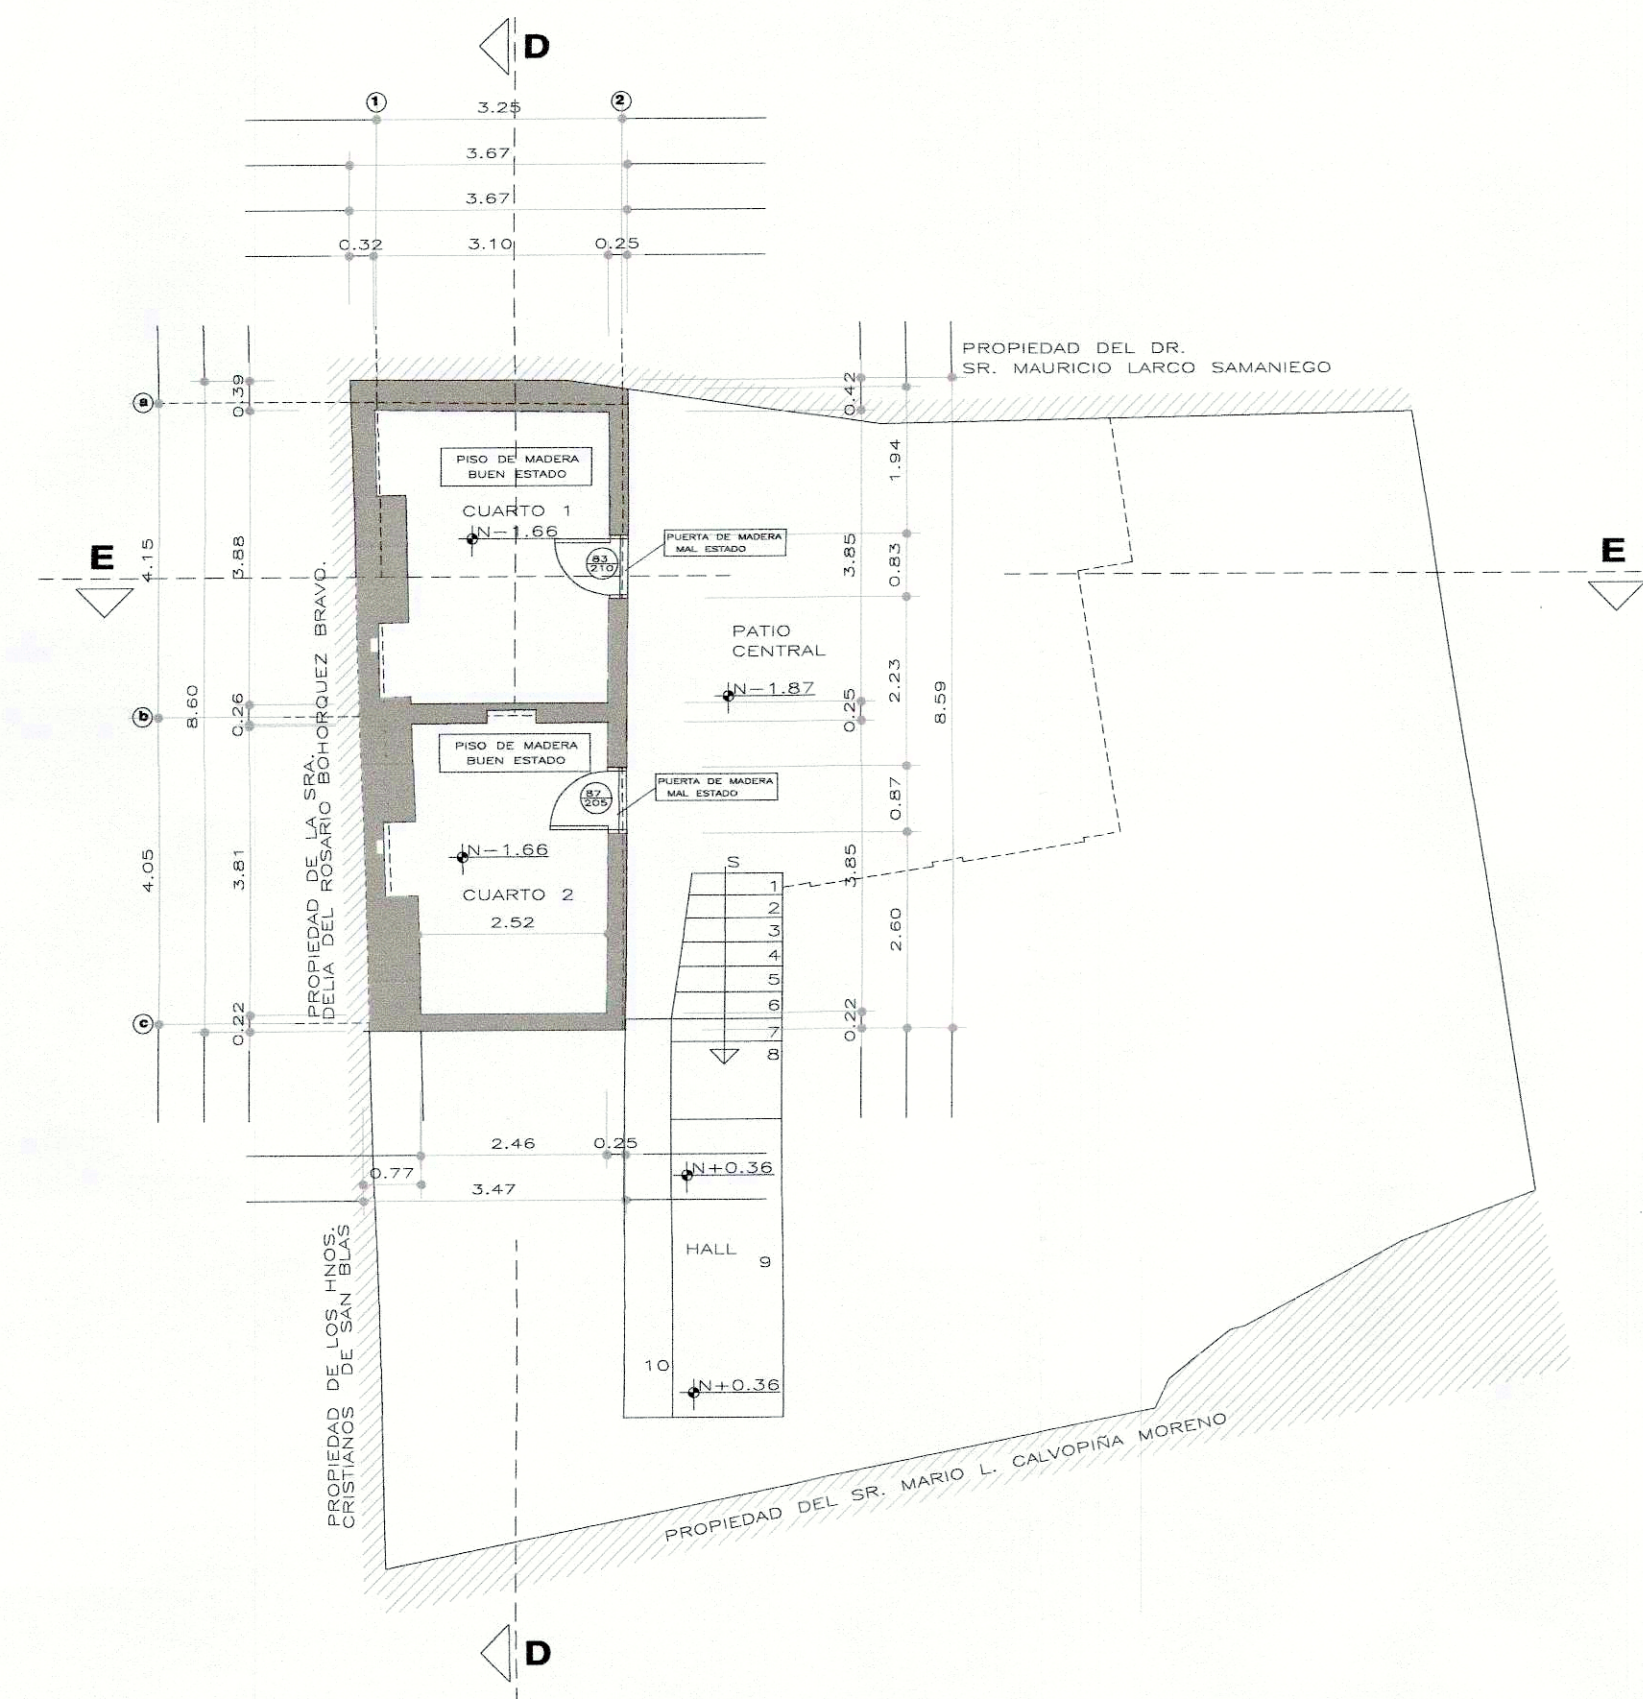 D
1
2
3.25
3.67
3.67
0.32
3.10
0.25
PROPIEDAD DEL DR.
SR. MAURICIO LARCO SAMANIEGO
0.39
0.42
a
1.94
PISO DE MADERA
BUEN ESTADO
CUARTO 1
N-1.66
PUERTA DE MADERA
MAL ESTADO
83
210
E
4.15
3.88
3.85
0.83
E
PATIO
CENTRAL
N-1.87
PROPIEDAD DE LA SRA.
DELIA DEL ROSARIO BOHORQUEZ BRAVO.
8.60
0.26
b
0.25
2.23
8.59
PISO DE MADERA
BUEN ESTADO
PUERTA DE MADERA
MAL ESTADO
87
205
0.87
N-1.66
CUARTO 2
2.52
4.05
3.81
3.85
2.60
S
1
2
3
4
5
6
7
8
c
0.22
0.22
2.46
0.25
0.77
3.47
N+0.36
HALL
9
10
N+0.36
PROPIEDAD DE LOS HNOS.
CRISTIANOS DE SAN BLAS
PROPIEDAD DEL SR. MARIO L. CALVOPIÑA MORENO
D